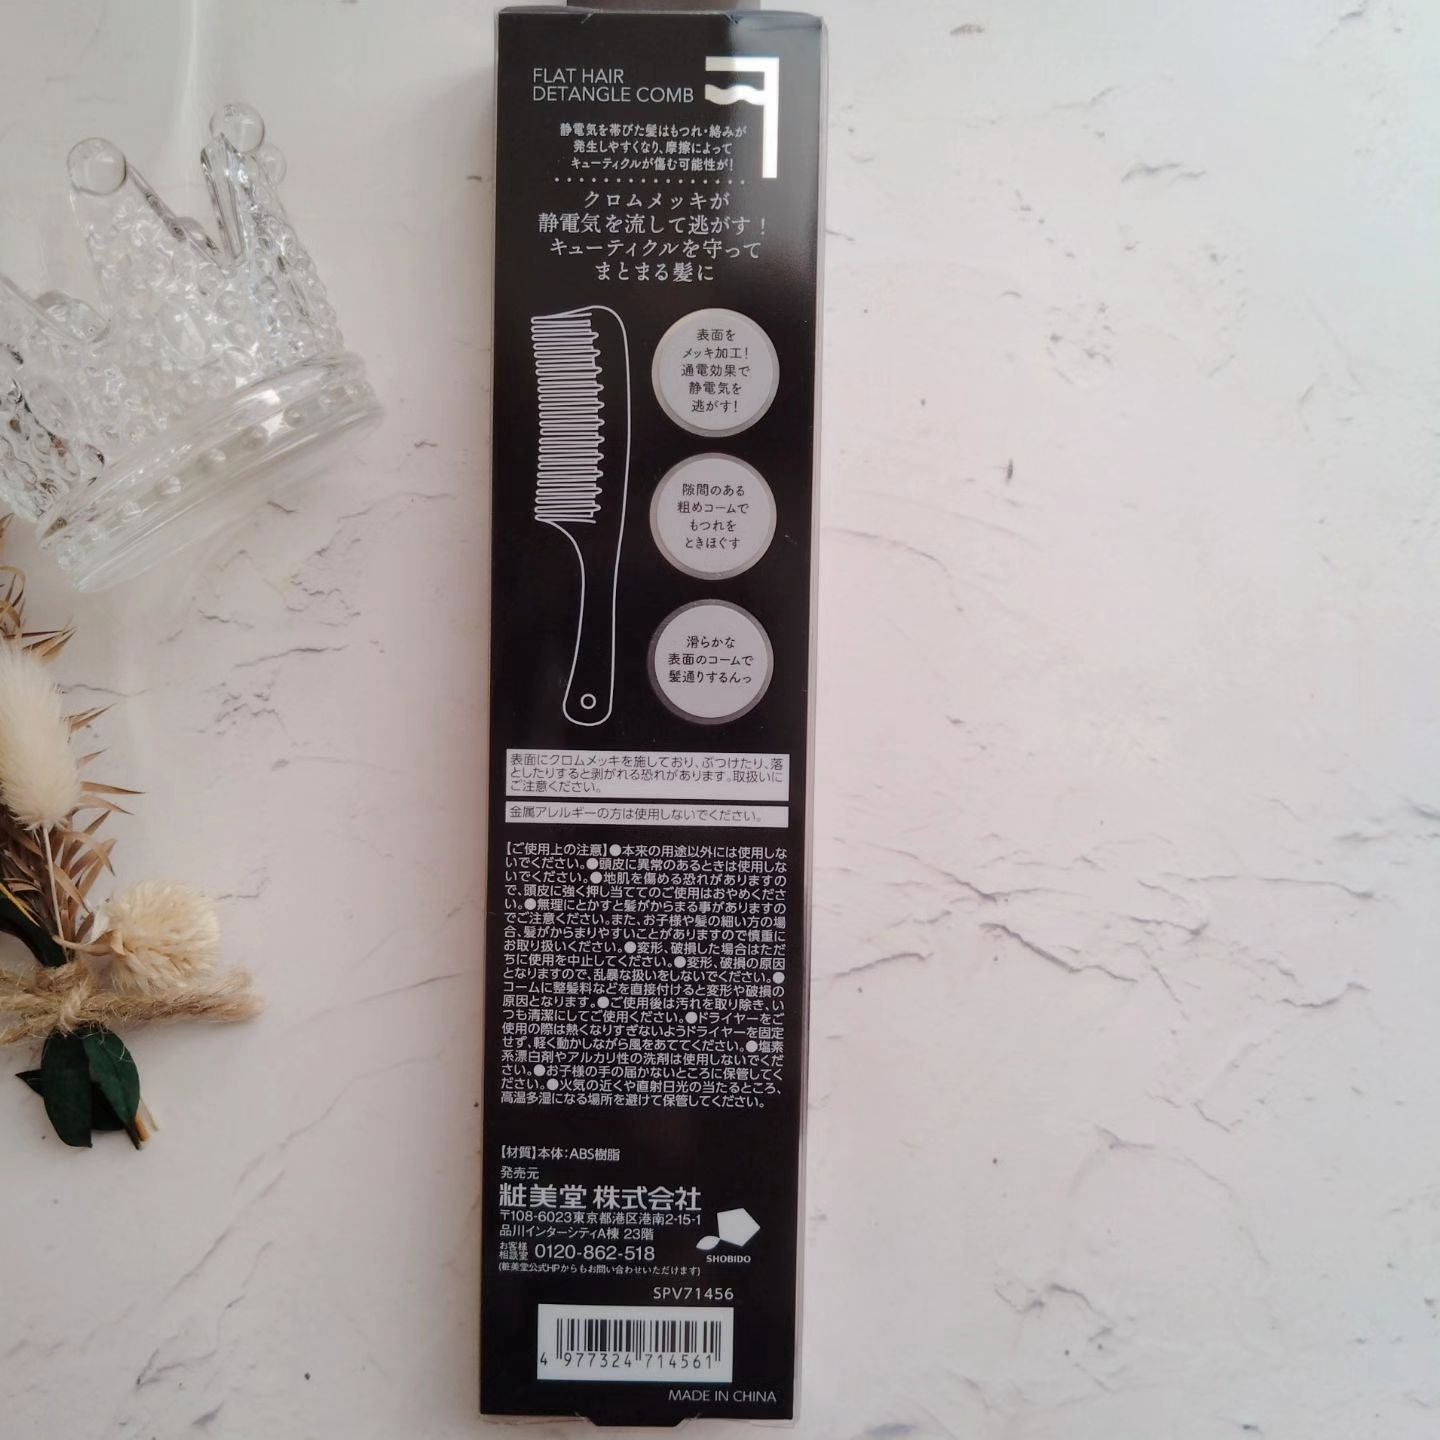 FLAT HAIR
DETANGLE COMB
静電気を帯びた髪はもつれ・絡みが
発生しやすくなり、摩擦によって
キューティクルが傷む可能性が!
クロムメッキが
静電気を流して逃がす!
キューティクルを守って
まとまる髪に
表面を
メッキ加工!
通電効果で
静電気を
逃がす!
隙間のある
粗めコームで
もつれを
ときほぐす
滑らかな
表面のコームで
髪通りするんっ
表面にクロムメッキを施しており、ぶつけたり、落
としたりすると剥がれる恐れがあります。取扱いに
ご注意ください。
金属アレルギーの方は使用しないでください。
【ご使用上の注意】●本来の用途以外には使用しな
いでください。●頭皮に異常のあるときは使用しな
いでください。●地肌を傷める恐れがありますの
で、頭皮に強く押し当ててのご使用はおやめくださ
い。●無理にとかすと髪がからまる事がありますの
でご注意ください。また、お子様や髪の細い方の場
合、髪がからまりやすいことがありますので慎重に
お取り扱いください。●変形、破損した場合はただ
ちに使用を中止してください。●変形、破損の原因
となりますので、乱暴な扱いをしないでください。●
コームに整髪料などを直接付けると変形や破損の
原因となります。●ご使用後は汚れを取り除き、い
つも清潔にしてご使用ください。●ドライヤーをご
使用の際は熱くなりすぎないようドライヤーを固定
せず、軽く動かしながら風をあててください。●塩素
系漂白剤やアルカリ性の洗剤は使用しないでくだ
さい。●お子様の手の届かないところに保管してく
ださい。●火気の近くや直射日光の当たるところ、
高温多湿になる場所を避けて保管してください。
【材質】本体:ABS樹脂
発売元
粧美堂 株式会社
〒108-6023東京都港区港南2-15-1
品川インターシティA棟 23階
お客様
相談室 0120-862-518
(粧美堂公式HPからもお問い合わせいただけます)
SHOBIDO
SPV71456
4 977324 714561
MADE IN CHINA